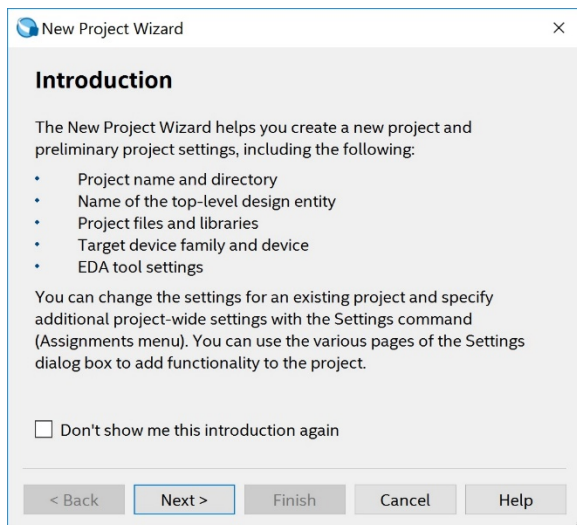 New Project Wizard
Introduction
The New Project Wizard helps you create a new project and
preliminary project settings, including the following:
• Project name and directory
• Name of the top-level design entity
• Project files and libraries
• Target device family and device
• EDA tool settings
You can change the settings for an existing project and specify
additional project-wide settings with the Settings command
(Assignments menu). You can use the various pages of the Settings
dialog box to add functionality to the project.
Don't show me this introduction again
< Back Next > Finish Cancel Help